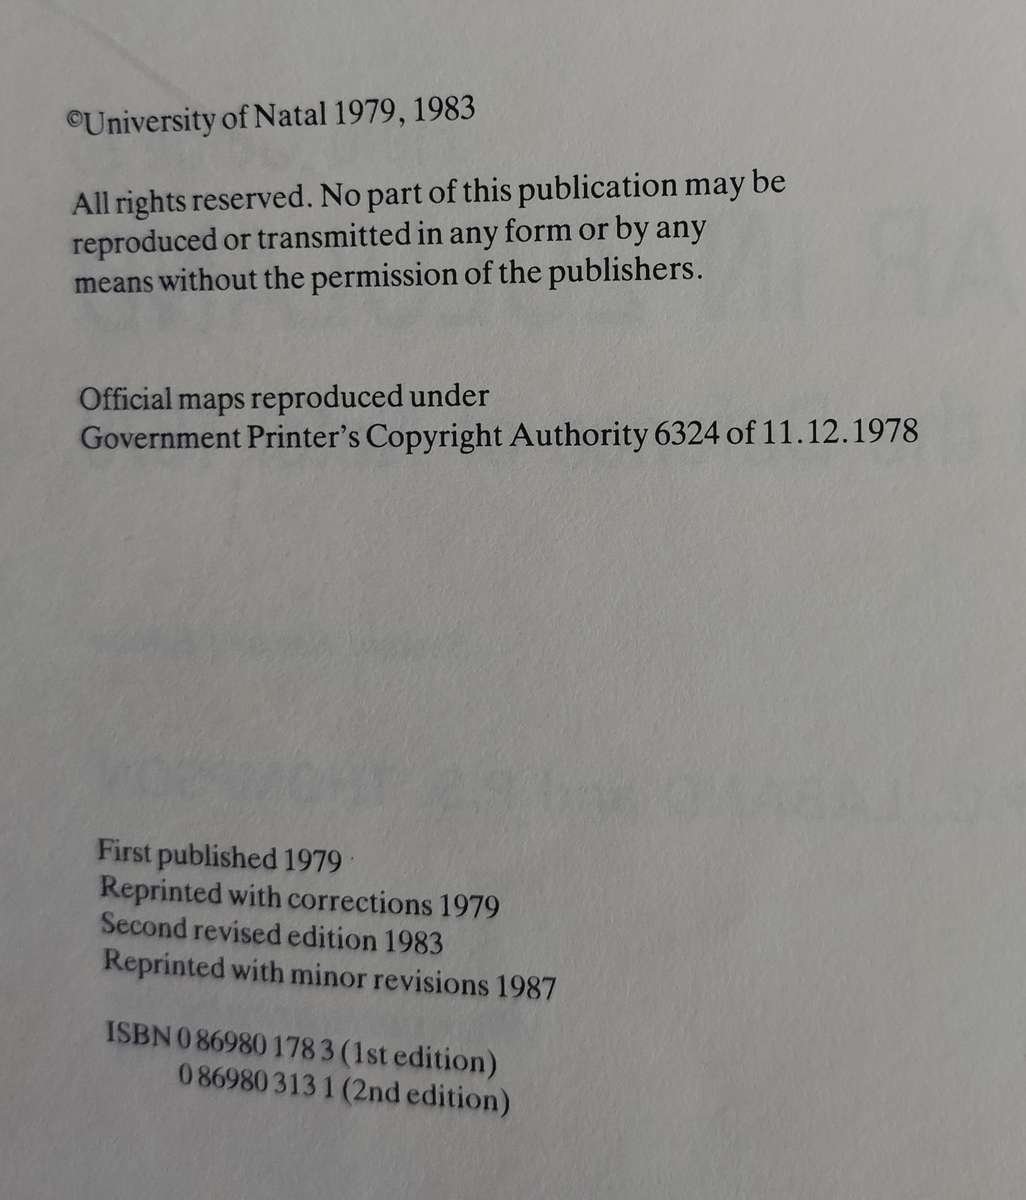 ©University of Natal 1979, 1983
All rights reserved. No part of this publication may be
reproduced or transmitted in any form or by any
means without the permission of the publishers.
Official maps reproduced under
Government Printer's Copyright Authority 6324 of 11.12.1978
First published 1979
Reprinted with corrections 1979
Second revised edition 1983
Reprinted with minor revisions 1987
ISBN 0 86980 178 3 (1st edition)
0 86980 313 1 (2nd edition)